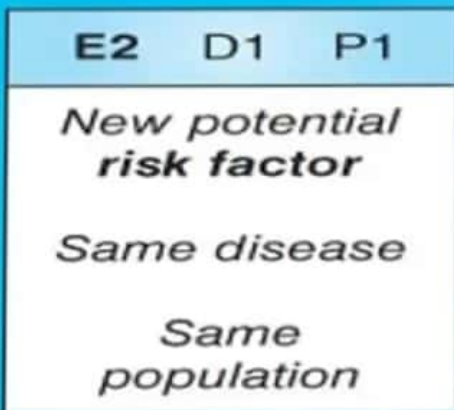 E2 D1 P1
New potential
risk factor
Same disease
Same
population